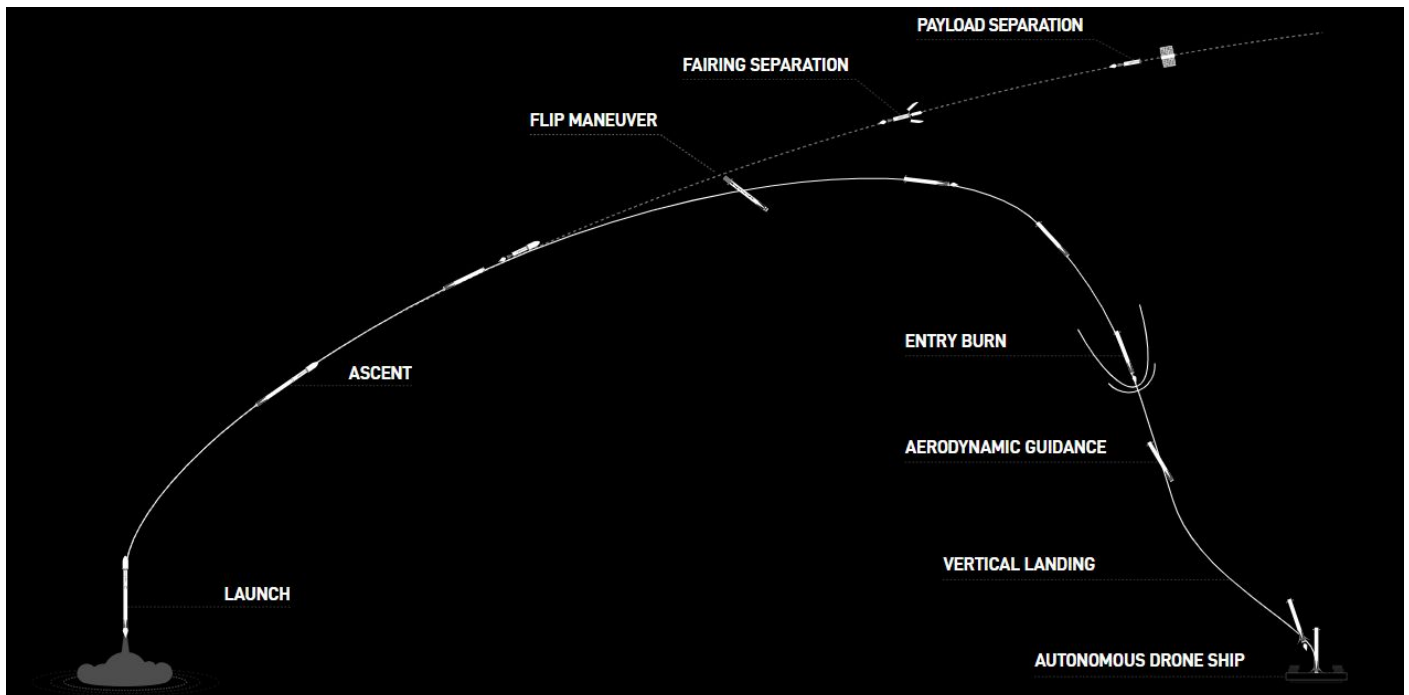 PAYLOAD SEPARATION
FAIRING SEPARATION
FLIP MANEUVER
ENTRY BURN
ASCENT
AERODYNAMIC GUIDANCE
VERTICAL LANDING
LAUNCH
AUTONOMOUS DRONE SHIP